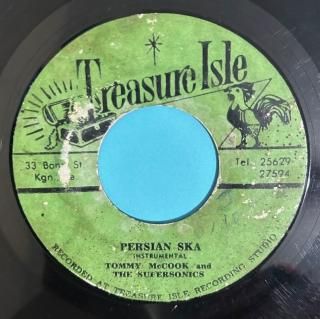 Treasure Isle
33 Bond St
Kgn.
Tel. 25629
27594
PERSIAN SKA
INSTRUMENTAL
TOMMY McCOOK and
THE SUPERSONICS
RECORDED AT TREASURE ISLE RECORDING STUDIO